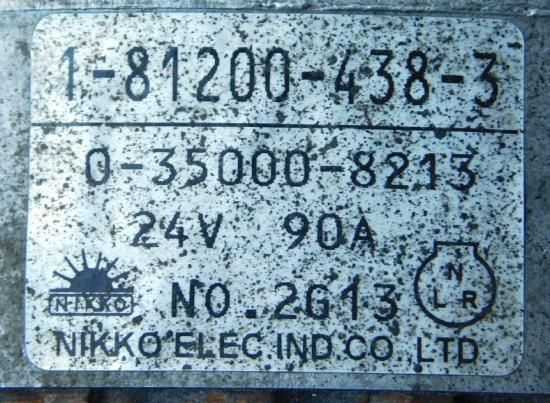 1-81200-438-3
0-35000-8213
24V 90A
NIKKO NO.2G13 N L R
NIKKO ELEC.IND.CO.,LTD.